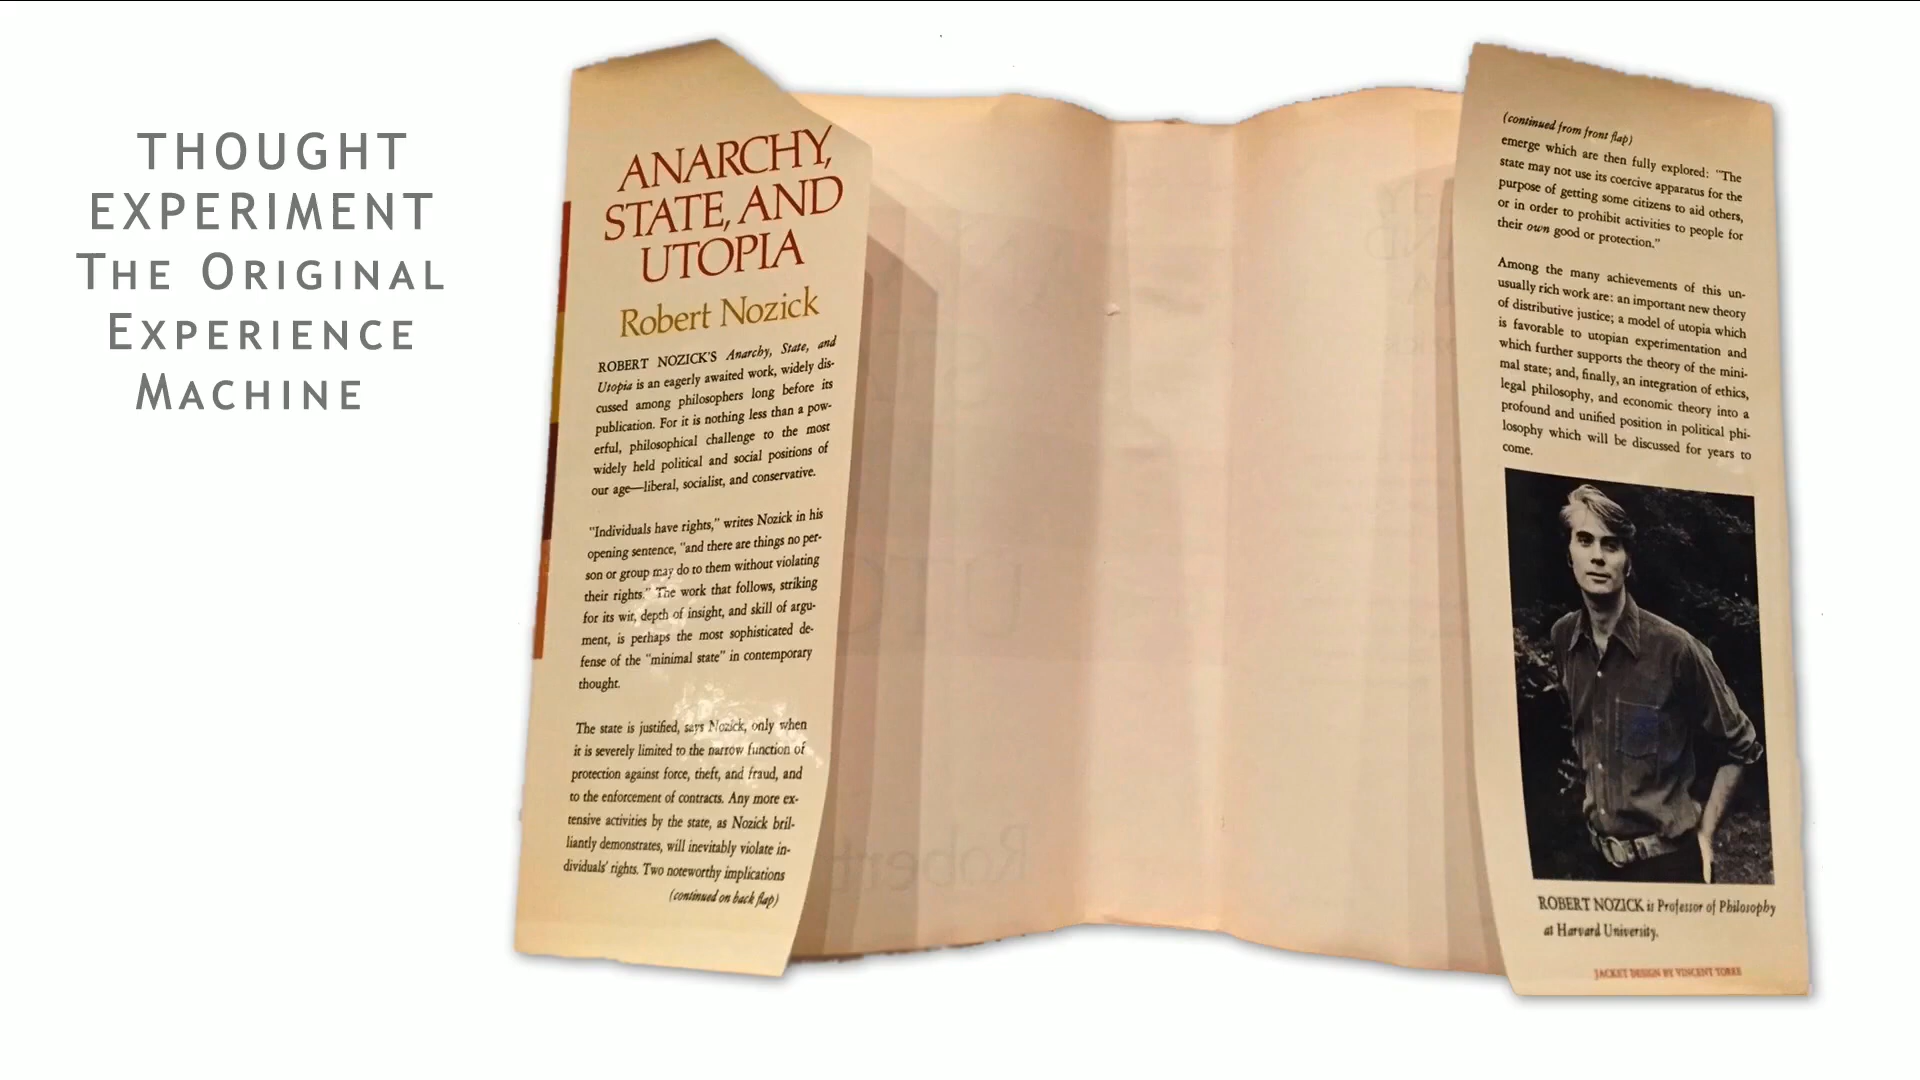 THOUGHT
EXPERIMENT
THE ORIGINAL
EXPERIENCE
MACHINE
ANARCHY,
STATE, AND
UTOPIA
Robert Nozick
ROBERT NOZICK'S Anarchy, State, and
Utopia is an eagerly awaited work, widely dis-
cussed among philosophers long before its
publication. For it is nothing less than a pow-
erful, philosophical challenge to the most
widely held political and social positions of
our age—liberal, socialist, and conservative.
"Individuals have rights," writes Nozick in his
opening sentence, "and there are things no per-
son or group may do to them without violating
their rights." The work that follows, striking
for its wit, depth of insight, and skill of argu-
ment, is perhaps the most sophisticated de-
fense of the "minimal state" in contemporary
thought.
The state is justified, says Nozick, only when
it is severely limited to the narrow function of
protection against force, theft, and fraud, and
to the enforcement of contracts. Any more ex-
tensive activities by the state, as Nozick bril-
liantly demonstrates, will inevitably violate in-
dividuals' rights. Two noteworthy implications
(continued on back flap)
Robert
(continued from front flap)
emerge which are then fully explored: "The
state may not use its coercive apparatus for the
purpose of getting some citizens to aid others,
or in order to prohibit activities to people for
their own good or protection."
Among the many achievements of this un-
usually rich work are: an important new theory
of distributive justice; a model of utopia which
is favorable to utopian experimentation and
which further supports the theory of the mini-
mal state; and, finally, an integration of ethics,
legal philosophy, and economic theory into a
profound and unified position in political phi-
losophy which will be discussed for years to
come.
ROBERT NOZICK is Professor of Philosophy
at Harvard University.
JACKET DESIGN BY VINCENT TORRE